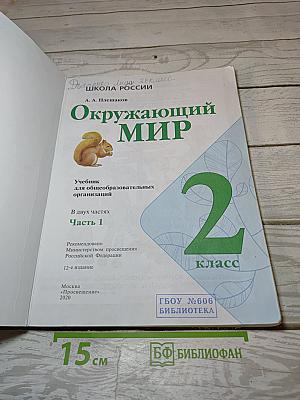 ШКОЛА РОССИИ
А. А. Плешаков
Окружающий
МИР
Учебник
для общеобразовательных
организаций
В двух частях
Часть 1
2
класс
Рекомендовано
Министерством просвещения
Российской Федерации
12-е издание
Москва
«Просвещение»
2020
ГБОУ №606
БИБЛИОТЕКА
15 см
БФ БИБЛИОФАН